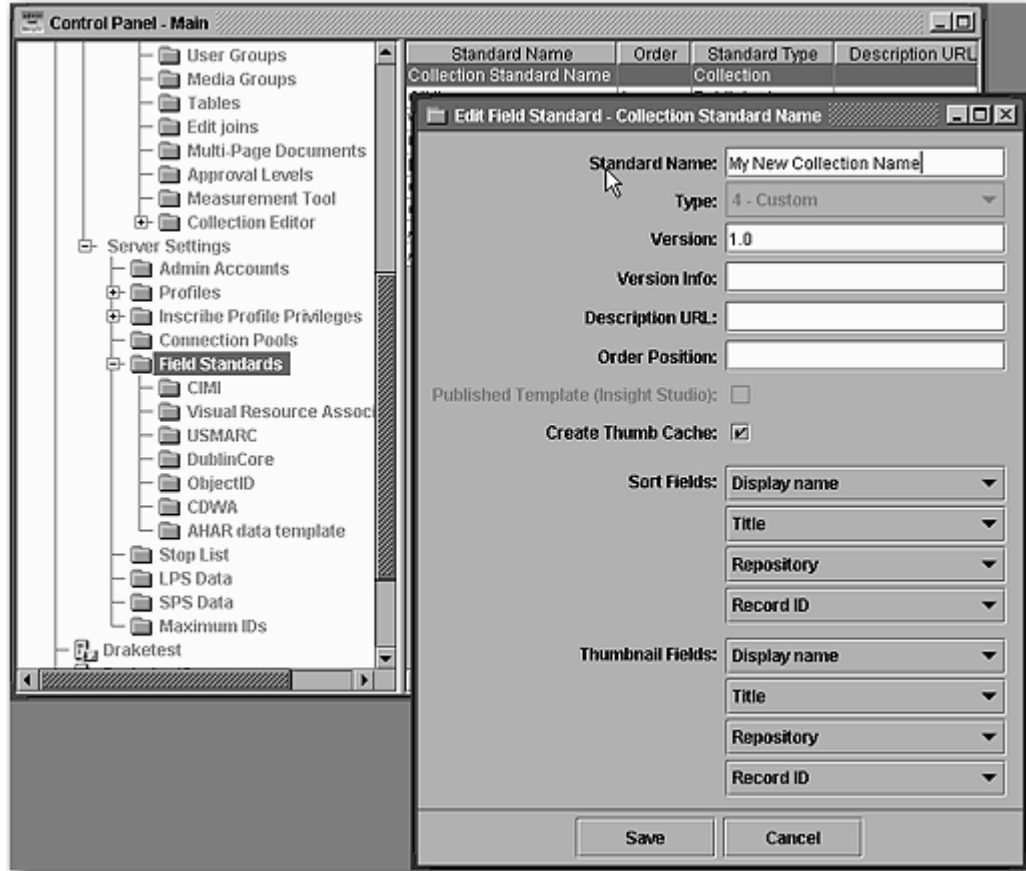 Control Panel - Main
User Groups
Media Groups
Tables
Edit joins
Multi-Page Documents
Approval Levels
Measurement Tool
Collection Editor
Server Settings
Admin Accounts
Profiles
Inscribe Profile Privileges
Connection Pools
Field Standards
CIMI
Visual Resource Associ
USMARC
DublinCore
ObjectID
CDWA
AHAR data template
Stop List
LPS Data
SPS Data
Maximum IDs
Draketest
Standard Name Order Standard Type Description URL
Collection Standard Name Collection
Edit Field Standard - Collection Standard Name
Standard Name: My New Collection Name
Type: 4 - Custom
Version: 1.0
Version Info:
Description URL:
Order Position:
Published Template (Insight Studio):
Create Thumb Cache:
Sort Fields: Display name
Title
Repository
Record ID
Thumbnail Fields: Display name
Title
Repository
Record ID
Save Cancel